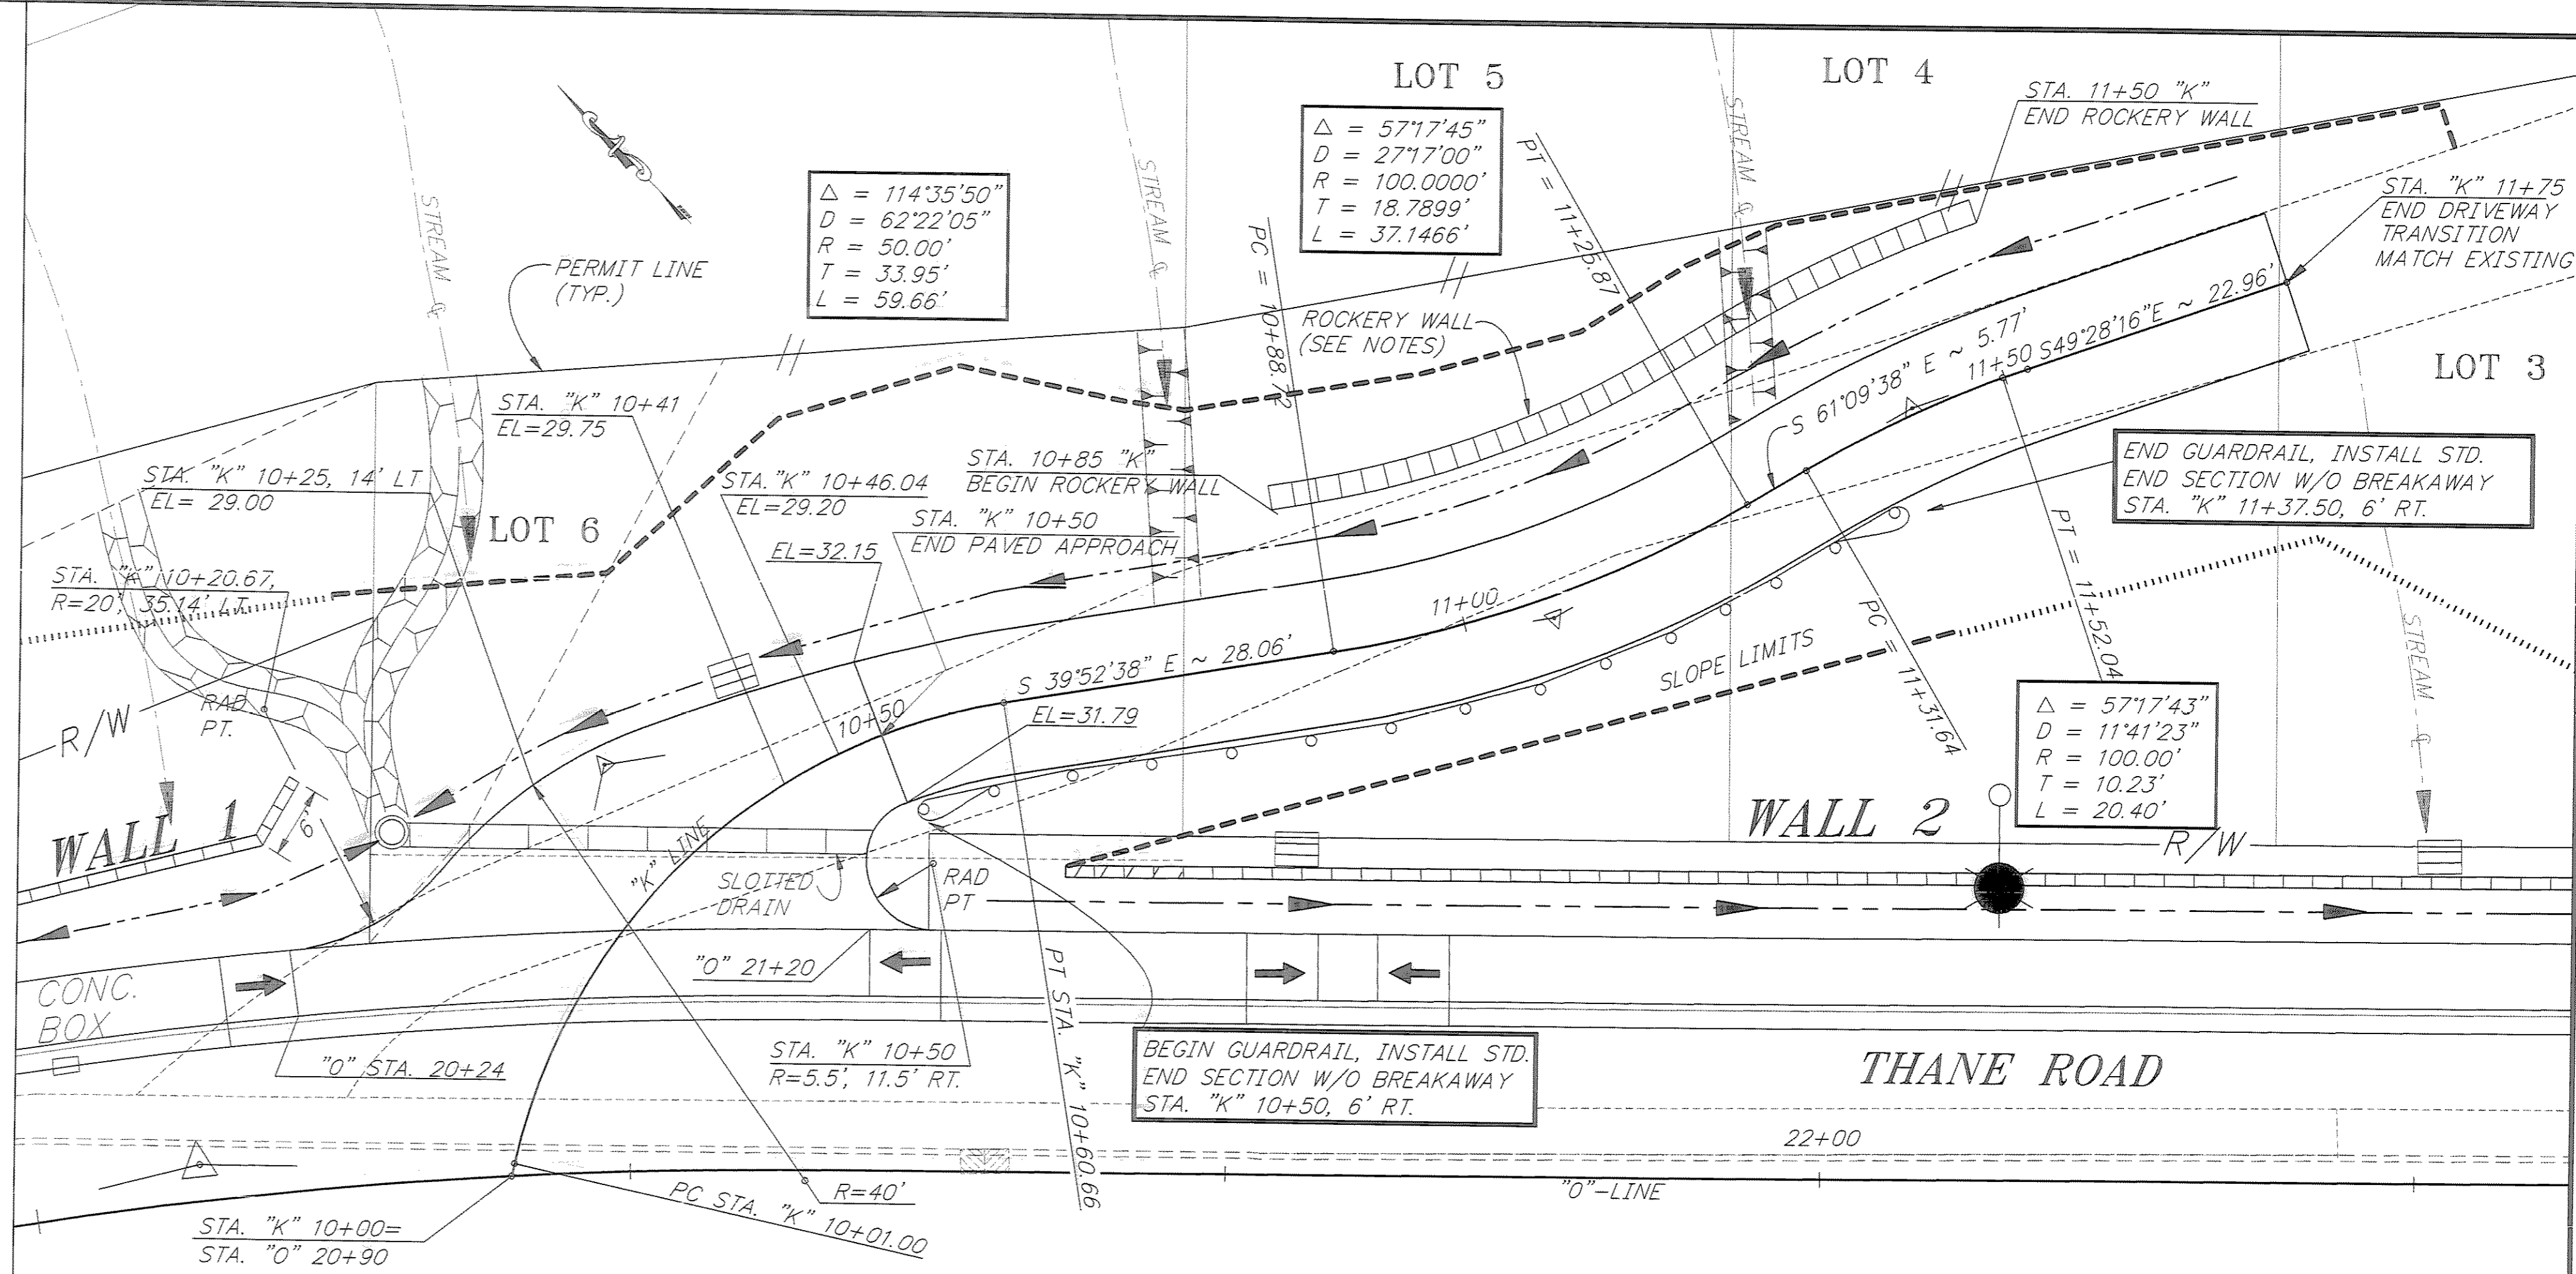 LOT 5
LOT 4
STA. 11+50 "K"
END ROCKERY WALL
△ = 57°17'45"
D = 27°17'00"
R = 100.0000'
T = 18.7899'
L = 37.1466'
△ = 114°35'50"
D = 62°22'05"
R = 50.00'
T = 33.95'
L = 59.66'
STREAM ℄
STREAM ℄
STREAM ℄
PT = 11+25.87
PC = 10+88.72
STA. "K" 11+75
END DRIVEWAY
TRANSITION
MATCH EXISTING
PERMIT LINE
(TYP.)
ROCKERY WALL
(SEE NOTES)
S 61°09'38" E ~ 5.77'
11+50
S49°28'16"E ~ 22.96'
LOT 3
STA. "K" 10+41
EL=29.75
STA. "K" 10+25, 14' LT
EL= 29.00
STA. "K" 10+46.04
EL=29.20
STA. 10+85 "K"
BEGIN ROCKERY WALL
STA. "K" 10+50
END PAVED APPROACH
EL=32.15
LOT 6
END GUARDRAIL, INSTALL STD.
END SECTION W/O BREAKAWAY
STA. "K" 11+37.50, 6' RT.
STA. "K" 10+20.67,
R=20', 35.14' LT.
11+00
PC = 11+31.64
PT = 11+52.04
STREAM ℄
S 39°52'38" E ~ 28.06'
SLOPE LIMITS
R/W
RAD
PT.
10+50
EL=31.79
△ = 57°17'43"
D = 11°41'23"
R = 100.00'
T = 10.23'
L = 20.40'
WALL 1
6'
WALL 2
R/W
"K" LINE
SLOTTED
DRAIN
RAD
PT
CONC.
BOX
"O" 21+20
PT STA. "K" 10+60.66
"O" STA. 20+24
STA. "K" 10+50
R=5.5', 11.5' RT.
BEGIN GUARDRAIL, INSTALL STD.
END SECTION W/O BREAKAWAY
STA. "K" 10+50, 6' RT.
THANE ROAD
22+00
"O"-LINE
R=40'
PC STA. "K" 10+01.00
STA. "K" 10+00=
STA. "O" 20+90